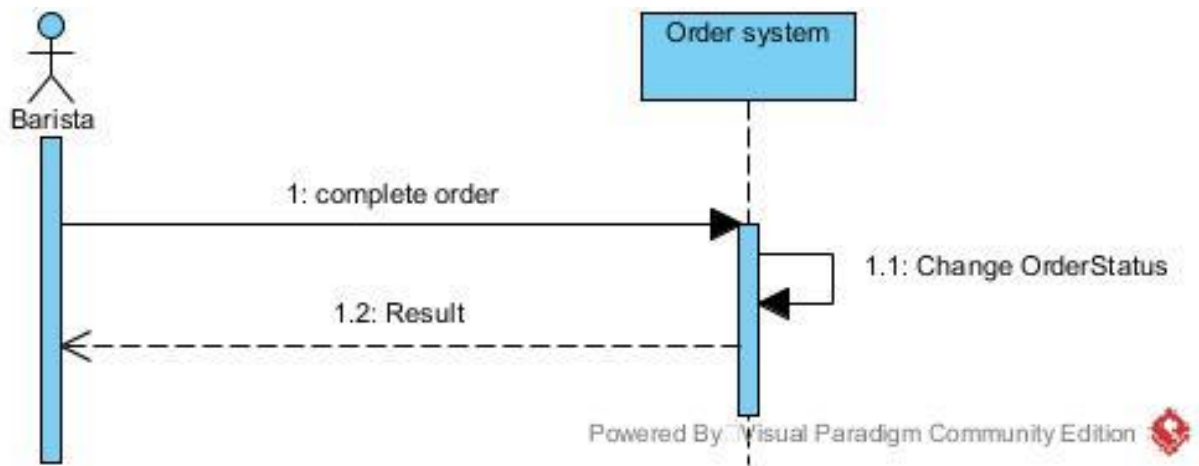 Order system
Barista
1: complete order
1.1: Change OrderStatus
1.2: Result
Powered By Visual Paradigm Community Edition